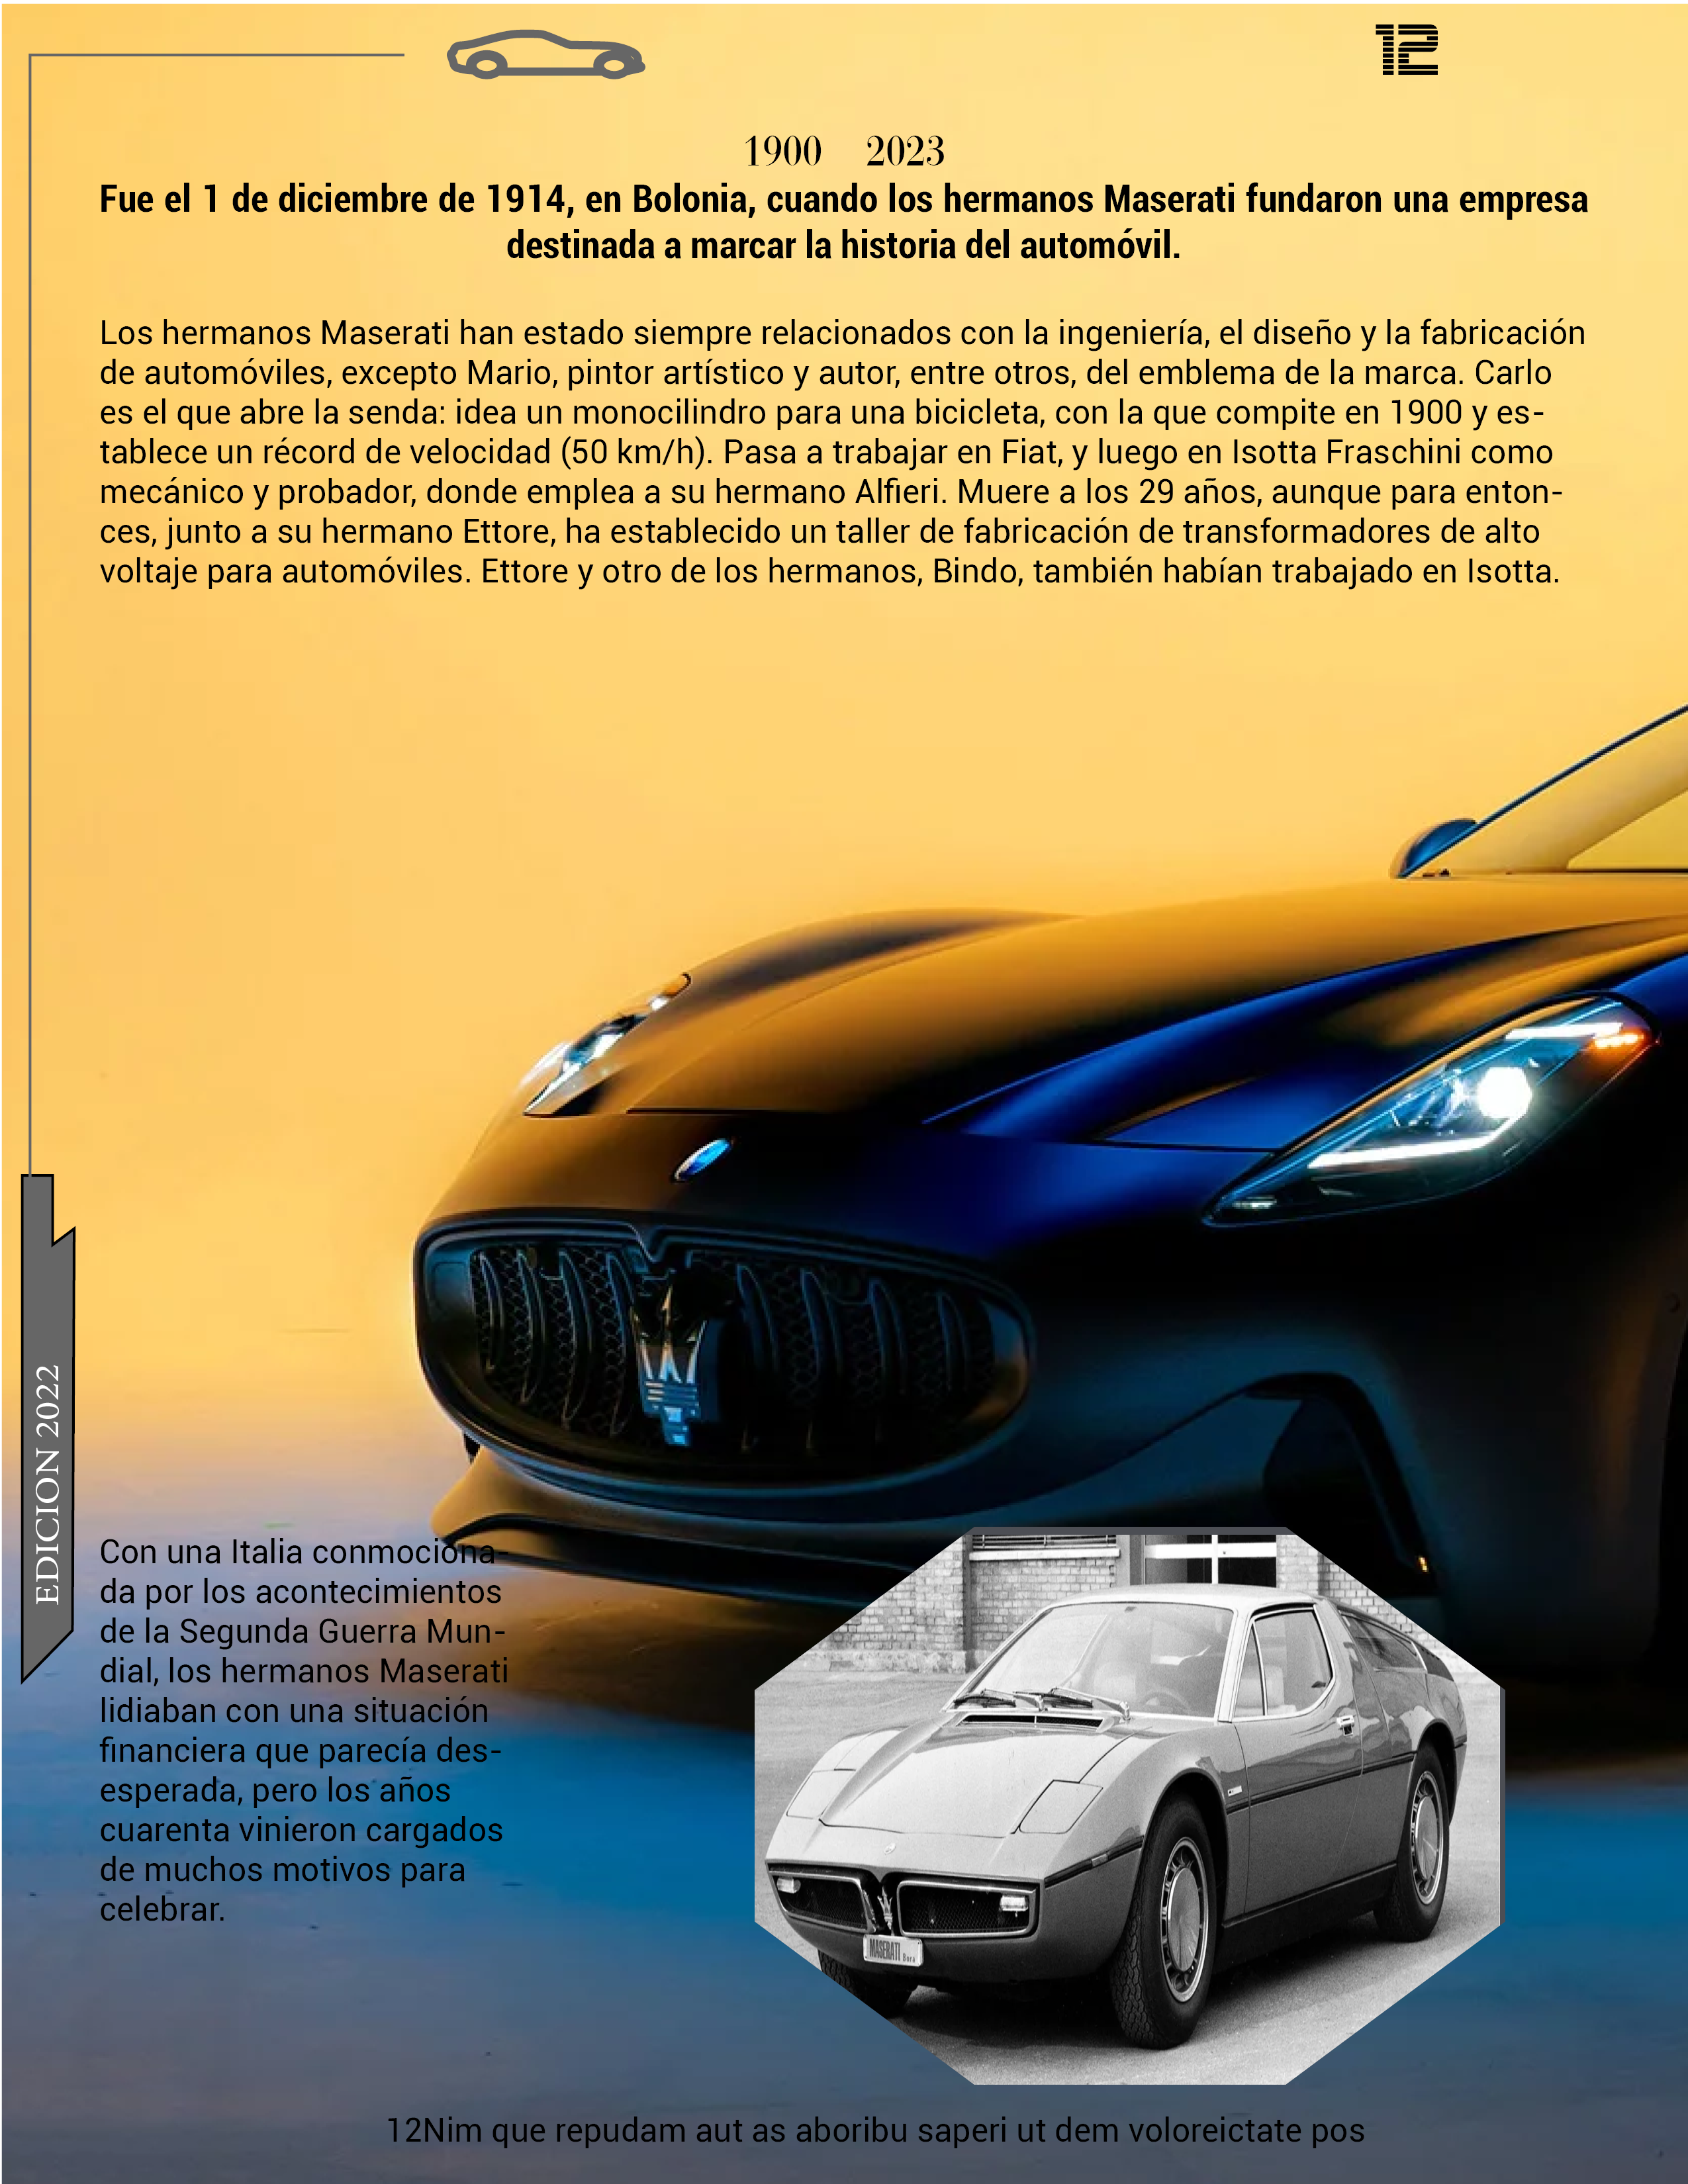 12
1900 2023
Fue el 1 de diciembre de 1914, en Bolonia, cuando los hermanos Maserati fundaron una empresa
destinada a marcar la historia del automóvil.
Los hermanos Maserati han estado siempre relacionados con la ingeniería, el diseño y la fabricación
de automóviles, excepto Mario, pintor artístico y autor, entre otros, del emblema de la marca. Carlo
es el que abre la senda: idea un monocilindro para una bicicleta, con la que compite en 1900 y es-
tablece un récord de velocidad (50 km/h). Pasa a trabajar en Fiat, y luego en Isotta Fraschini como
mecánico y probador, donde emplea a su hermano Alfieri. Muere a los 29 años, aunque para enton-
ces, junto a su hermano Ettore, ha establecido un taller de fabricación de transformadores de alto
voltaje para automóviles. Ettore y otro de los hermanos, Bindo, también habían trabajado en Isotta.
EDICION 2022
Con una Italia conmociona-
da por los acontecimientos
de la Segunda Guerra Mun-
dial, los hermanos Maserati
lidiaban con una situación
financiera que parecía des-
esperada, pero los años
cuarenta vinieron cargados
de muchos motivos para
celebrar.
MASERATI Bora
12Nim que repudam aut as aboribu saperi ut dem voloreictate pos